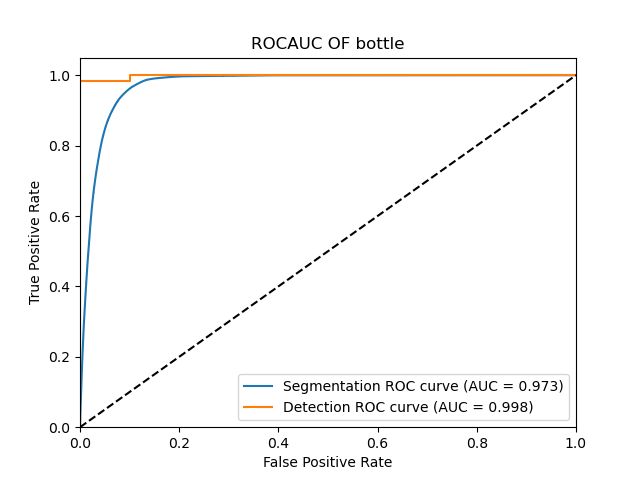 ROCAUC OF bottle
True Positive Rate
1.0
0.8
0.6
0.4
0.2
0.0
Segmentation ROC curve (AUC = 0.973)
Detection ROC curve (AUC = 0.998)
0.0 0.2 0.4 0.6 0.8 1.0
False Positive Rate